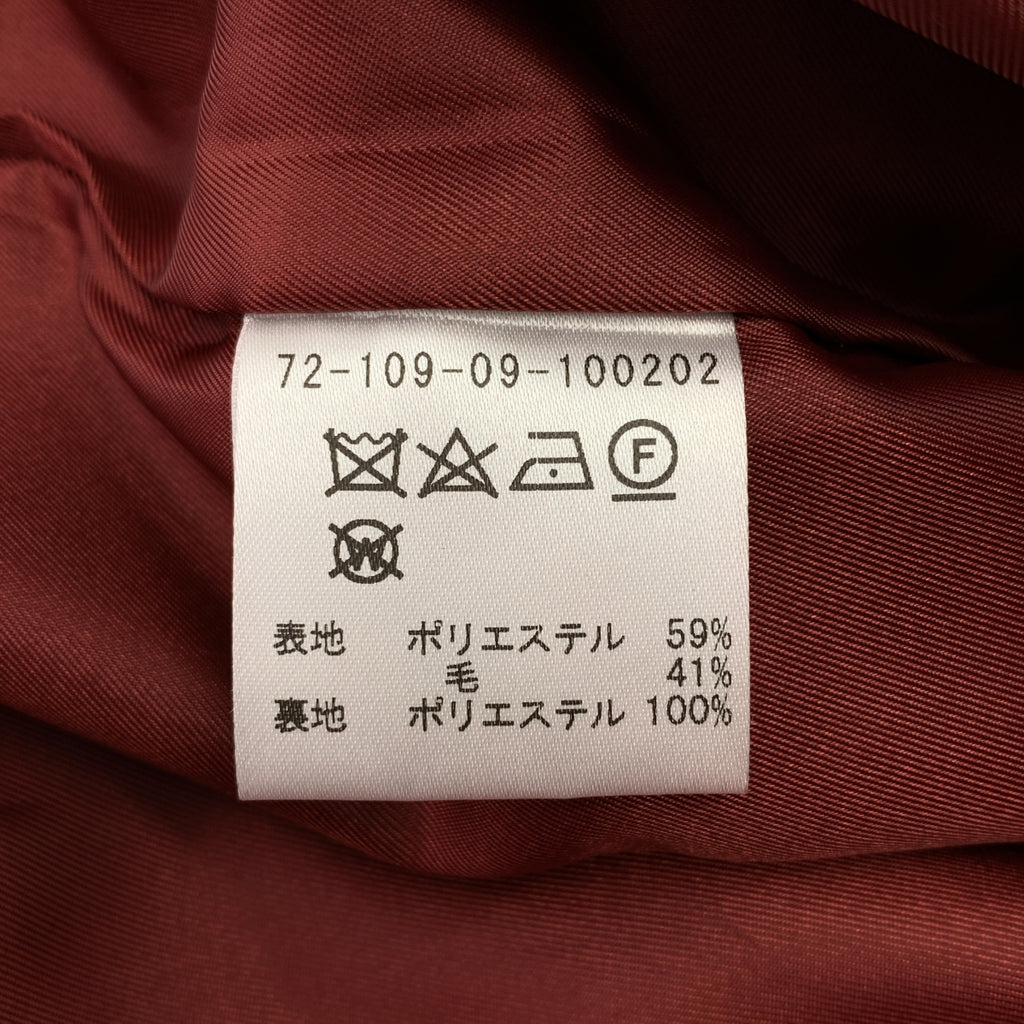 72-109-09-100202
F
W
表地 ポリエステル 59%
毛 41%
裏地 ポリエステル 100%